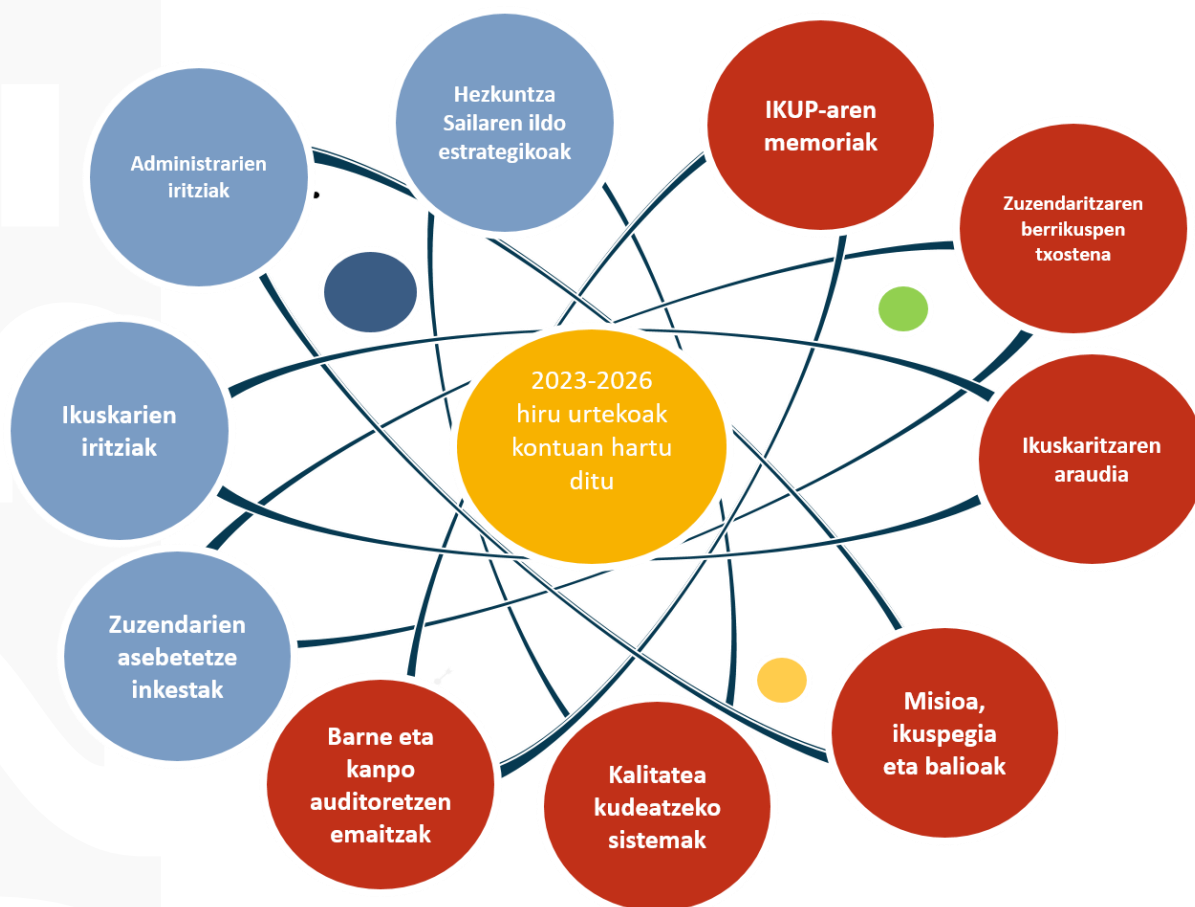 Hezkuntza
Sailaren ildo
estrategikoak
IKUP-aren
memoriak
Administrarien
iritziak
Zuzendaritzaren
berrikuspen
txostena
2023-2026
hiru urtekoak
kontuan hartu
ditu
Ikuskarien
iritziak
Ikuskaritzaren
araudia
Zuzendarien
asebetetze
inkestak
Misioa,
ikuspegia
eta balioak
Barne eta
kanpo
auditoretzen
emaitzak
Kalitatea
kudeatzeko
sistemak